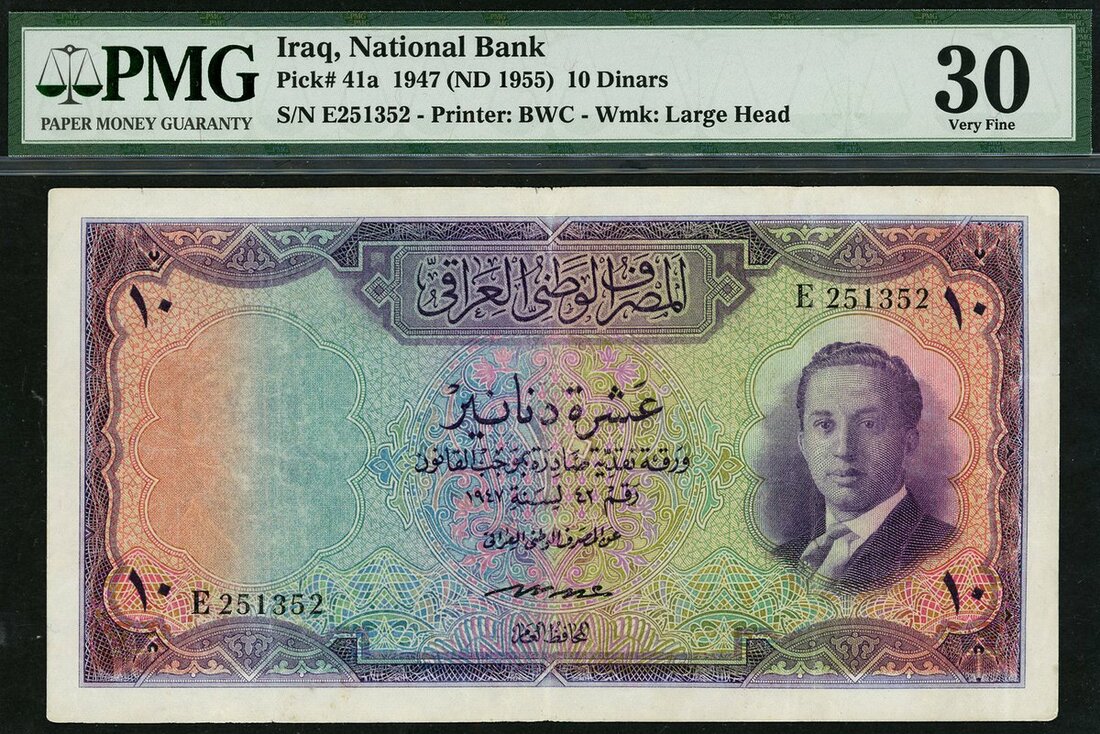 PMG
PAPER MONEY GUARANTY
Iraq, National Bank
Pick# 41a 1947 (ND 1955) 10 Dinars
S/N E251352 - Printer: BWC - Wmk: Large Head
30
Very Fine
المصرف الوطني العراقي
E 251352
١٠
١٠
عشرة دنانير
ورقة نقدية صادرة بموجب القانون
رقم ٤٢ لسنة ١٩٤٧
عن المصرف الوطني العراقي
١٠
١٠
E 251352
المحافظ العام